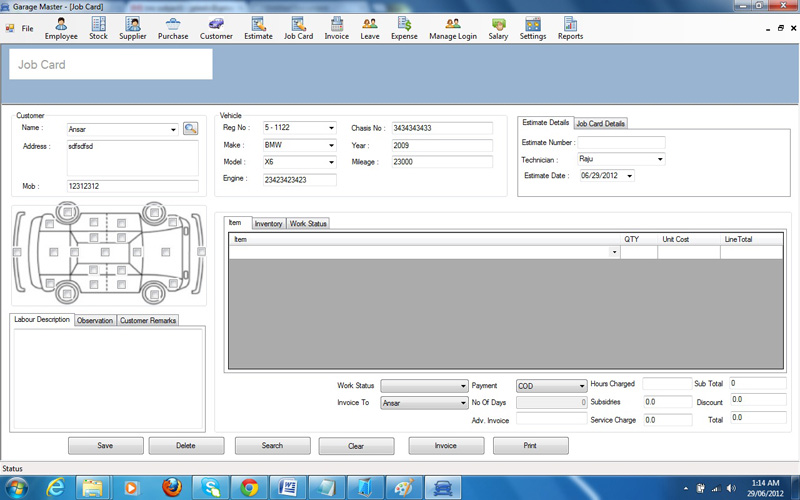 Garage Master - [Job Card]
File Employee Stock Supplier Purchase Customer Estimate Job Card Invoice Leave Expense Manage Login Salary Settings Reports
Job Card
Customer
Name : Ansar
Address : sdfsdfsd
Mob : 12312312
Vehicle
Reg No : 5 - 1122 Chasis No : 3434343433
Make : BMW Year : 2009
Model : X6 Mileage : 23000
Engine : 23423423423
Estimate Details Job Card Details
Estimate Number :
Technician : Raju
Estimate Date : 06/29/2012
Item Inventory Work Status
Item QTY Unit Cost LineTotal
Labour Description Observation Customer Remarks
Work Status Payment COD Hours Charged Sub Total 0
Invoice To Ansar No Of Days 0 Subsidries 0.0 Discount 0.0
Adv. Invoice Service Charge 0.0 Total 0.0
Save Delete Search Clear Invoice Print
Status
1:14 AM
29/06/2012